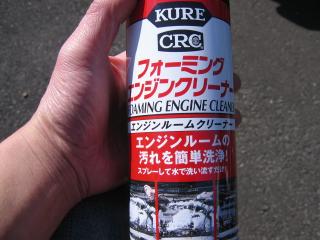 KURE
CRC
フォーミング
エンジンクリーナー
FOAMING ENGINE CLEANER
エンジンルームクリーナー
エンジンルームの
汚れを簡単洗浄!
スプレーして水で洗い流すだけ!